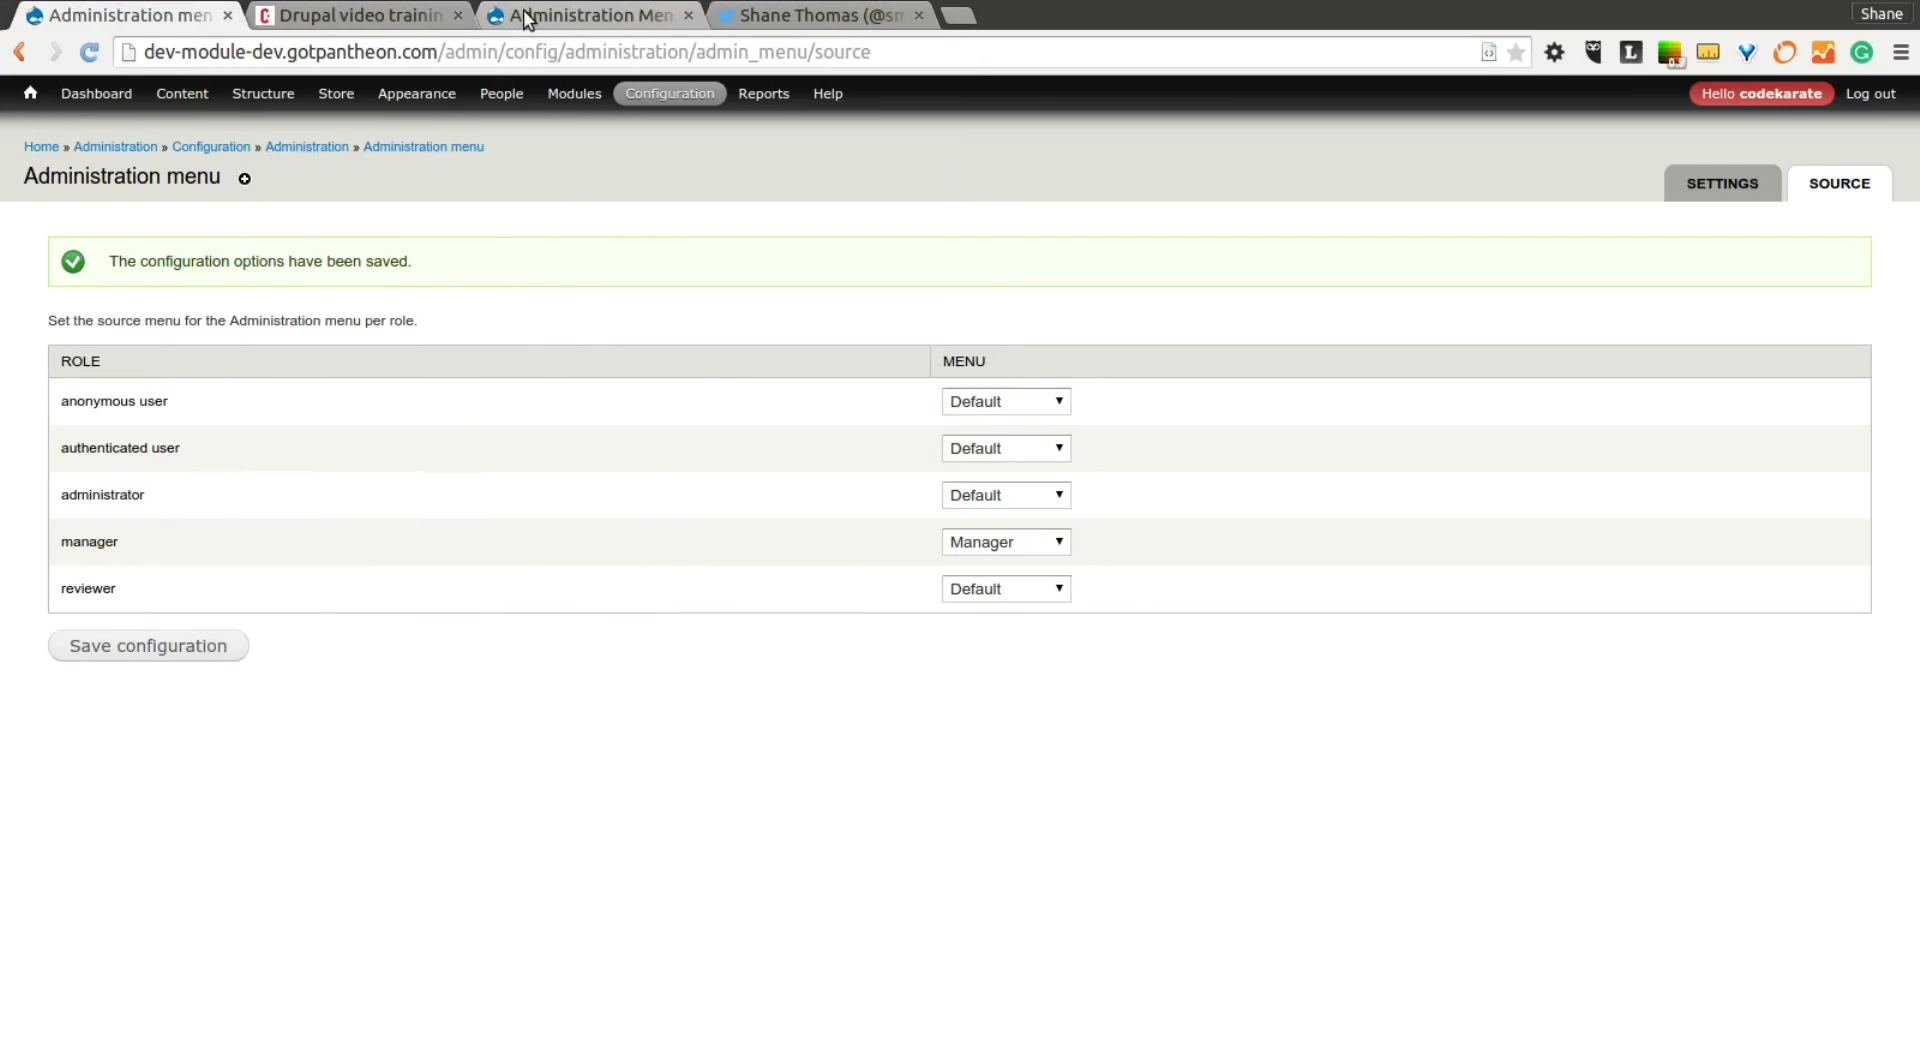 Administration men
Drupal video trainin
Administration Men
Shane Thomas (@sm
Shane
dev-module-dev.gotpantheon.com/admin/config/administration/admin_menu/source
Dashboard Content Structure Store Appearance People Modules Configuration Reports Help Hello codekarate Log out
Home » Administration » Configuration » Administration » Administration menu
Administration menu
SETTINGS SOURCE
The configuration options have been saved.
Set the source menu for the Administration menu per role.
ROLE MENU
anonymous user Default
authenticated user Default
administrator Default
manager Manager
reviewer Default
Save configuration